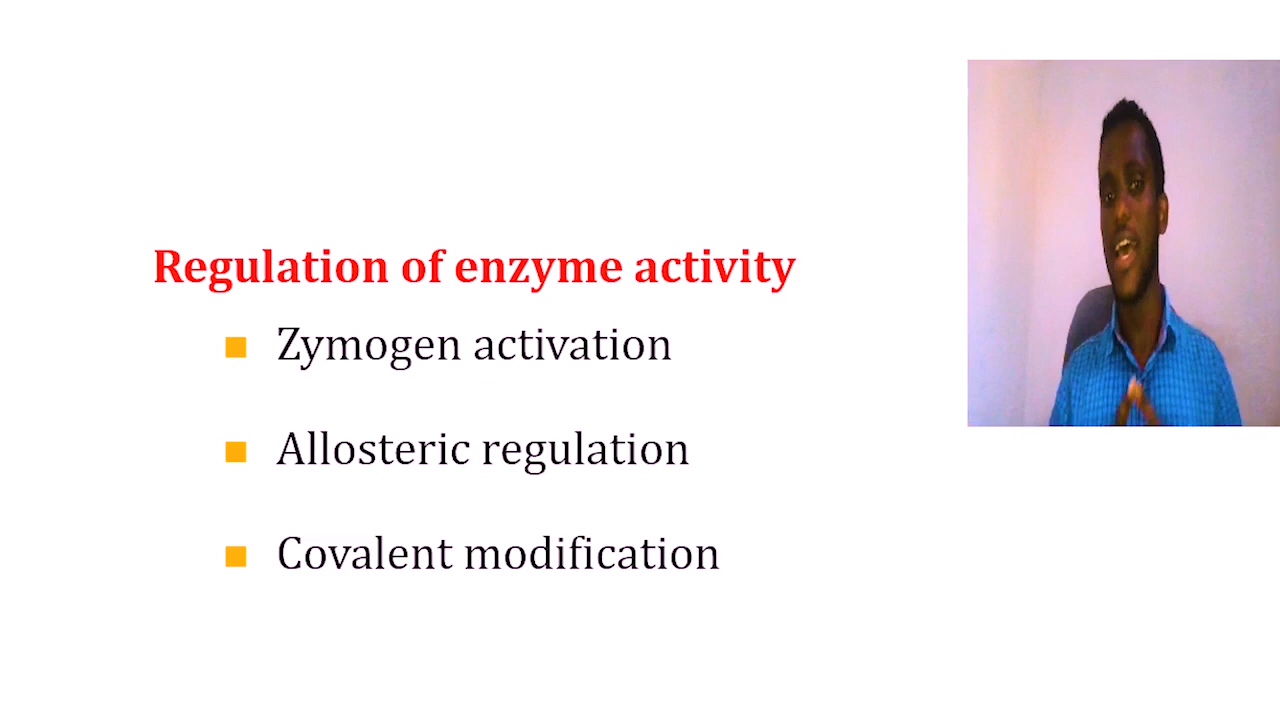 Regulation of enzyme activity
Zymogen activation
Allosteric regulation
Covalent modification